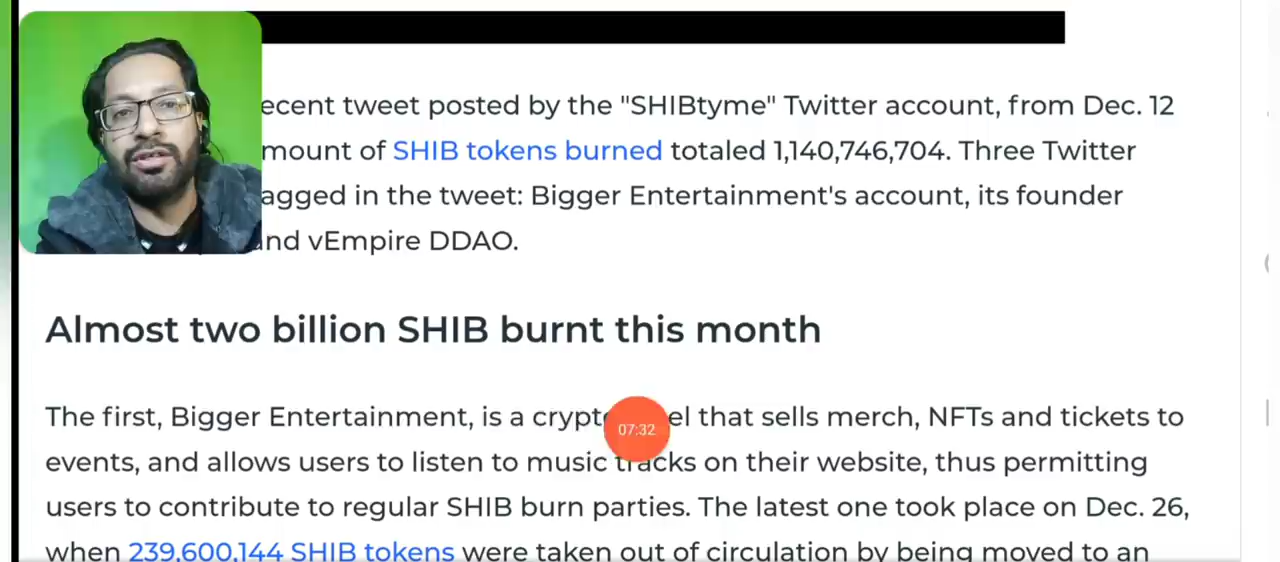 ecent tweet posted by the "SHIBtyme" Twitter account, from Dec. 12
mount of SHIB tokens burned totaled 1,140,746,704. Three Twitter
agged in the tweet: Bigger Entertainment's account, its founder
nd vEmpire DDAO.
Almost two billion SHIB burnt this month
The first, Bigger Entertainment, is a crypt el that sells merch, NFTs and tickets to
07:32
events, and allows users to listen to music tracks on their website, thus permitting
users to contribute to regular SHIB burn parties. The latest one took place on Dec. 26,
when 239,600,144 SHIB tokens were taken out of circulation by being moved to an